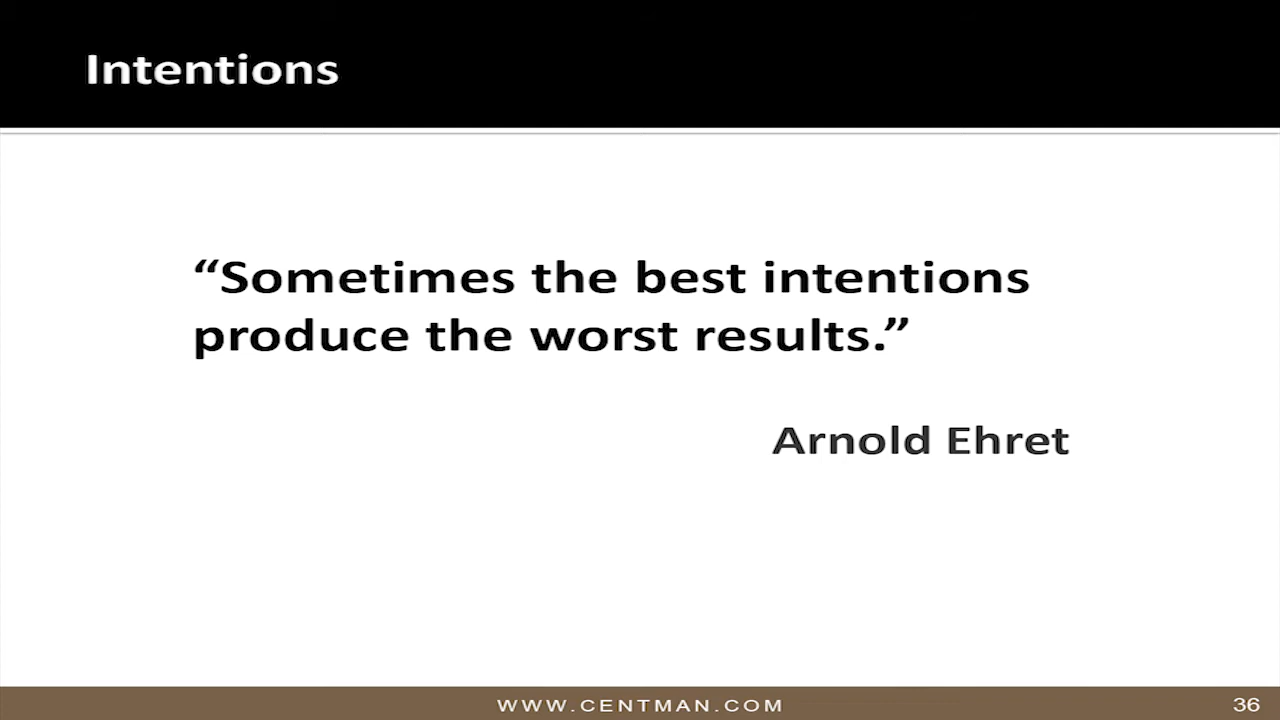 Intentions
“Sometimes the best intentions
produce the worst results.”
Arnold Ehret
WWW.CENTMAN.COM
36